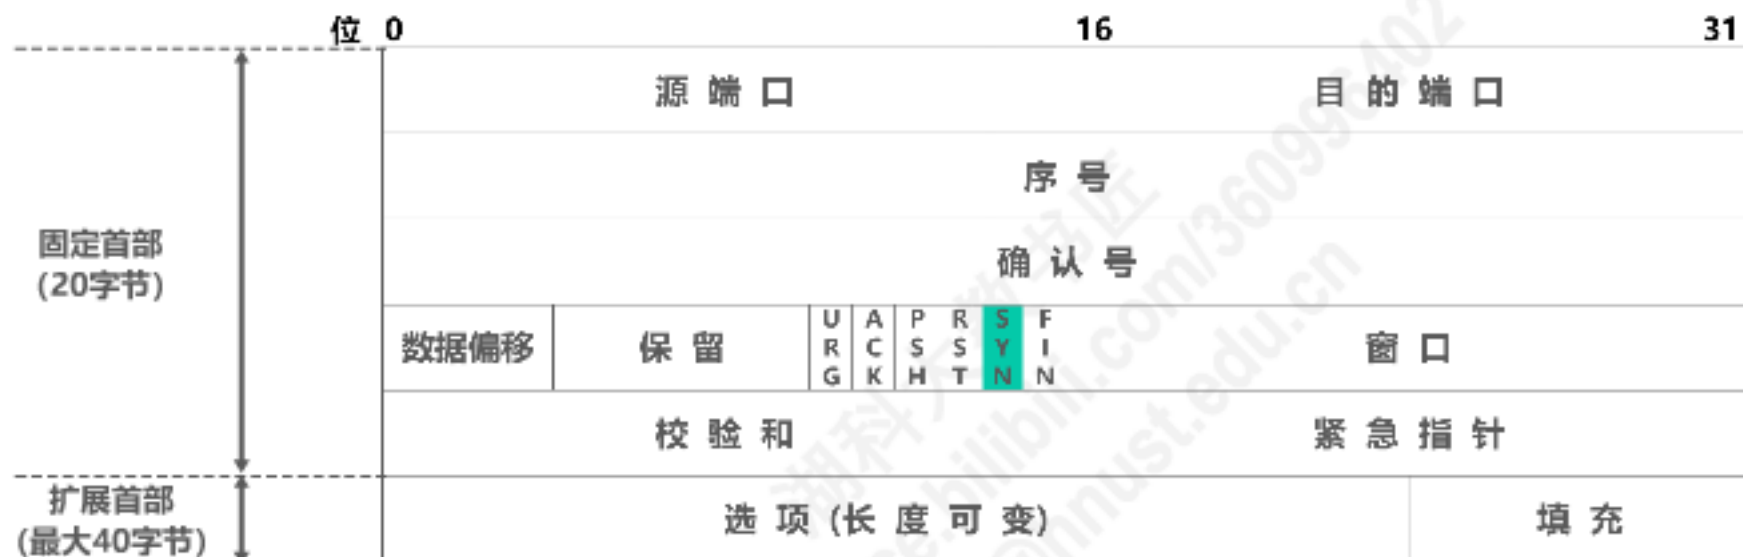 位 0 16 31
源端口 目的端口
序号
固定首部
(20字节)
确认号
数据偏移 保留 URG ACK PSH RST SYN FIN 窗口
校验和 紧急指针
扩展首部
(最大40字节)
选项(长度可变) 填充